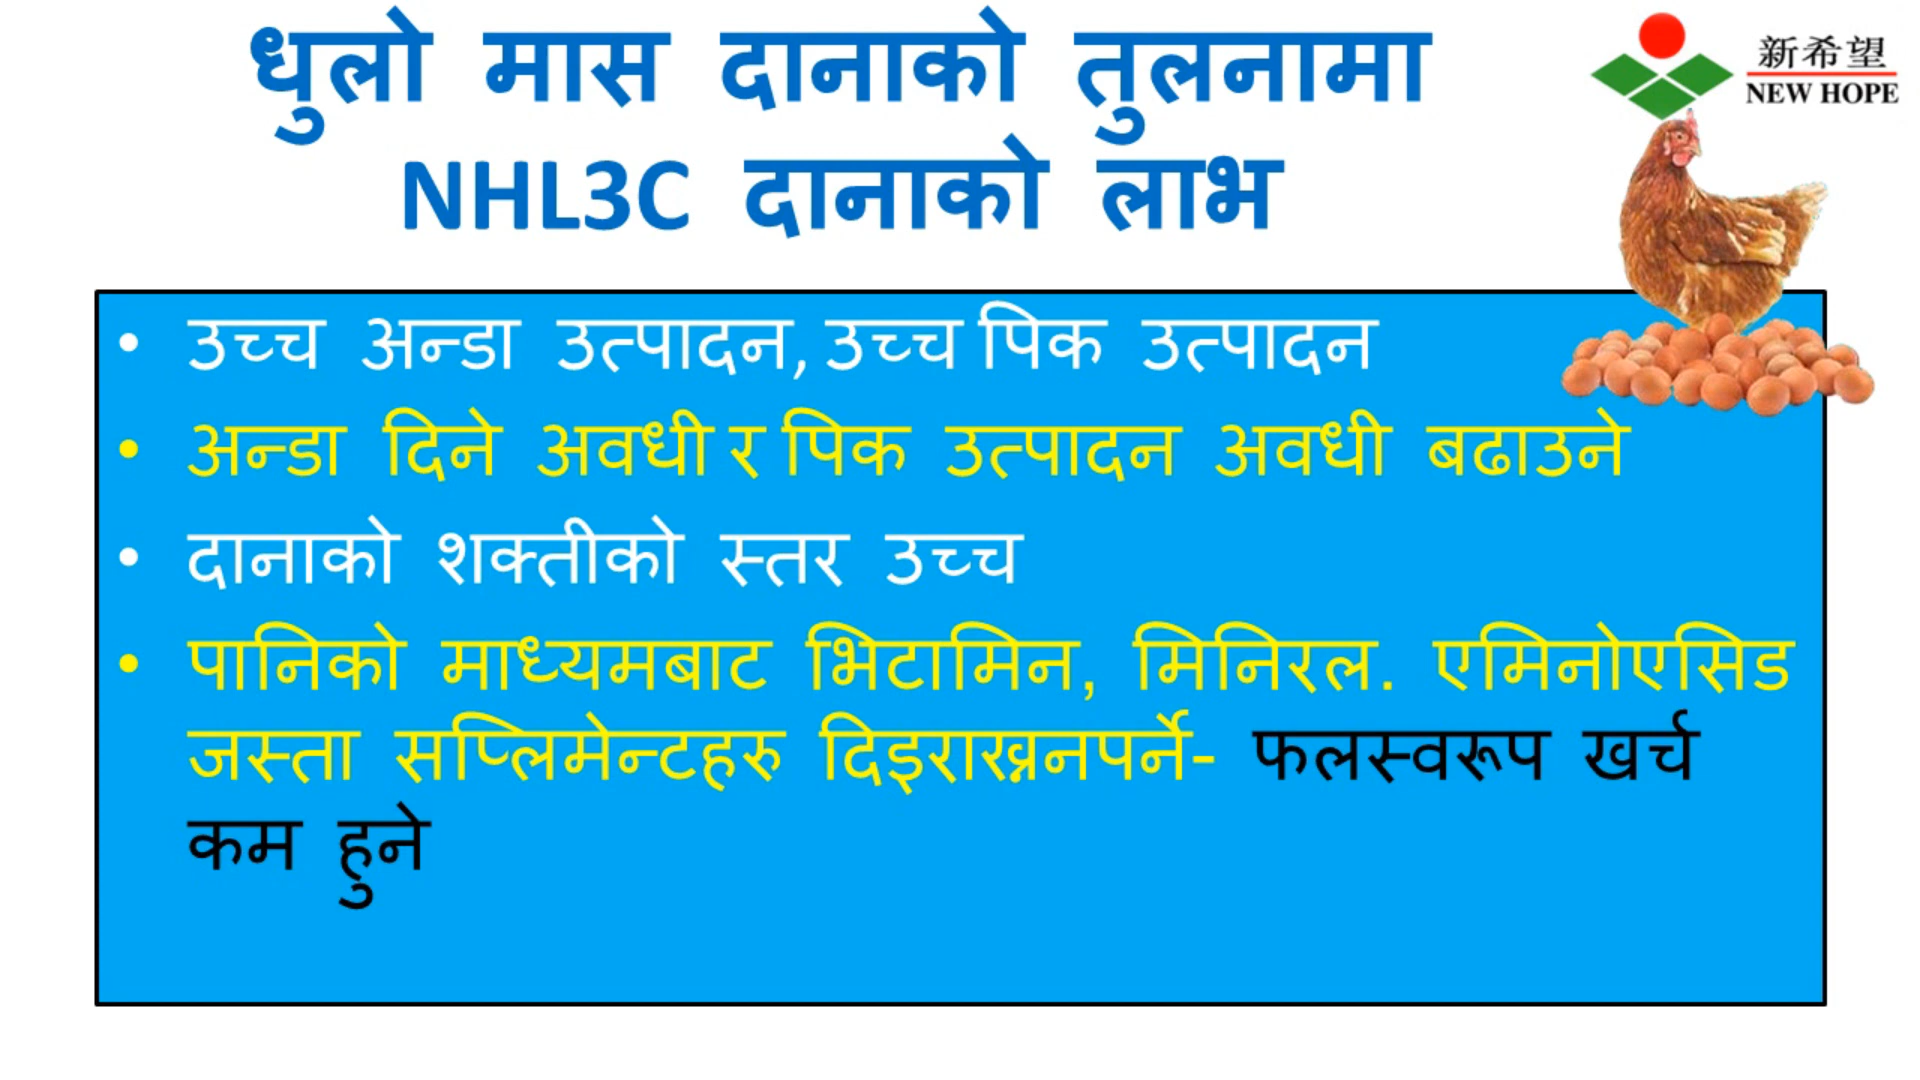 धुलो मास दानाको तुलनामा
NHL3C दानाको लाभ
新希望
NEW HOPE
• उच्च अन्डा उत्पादन, उच्च पिक उत्पादन
• अन्डा दिने अवधी र पिक उत्पादन अवधी बढाउने
• दानाको शक्तीको स्तर उच्च
• पानिको माध्यमबाट भिटामिन, मिनिरल. एमिनोएसिड
जस्ता सप्लिमेन्टहरु दिइराख्ननपर्ने- फलस्वरूप खर्च
कम हुने